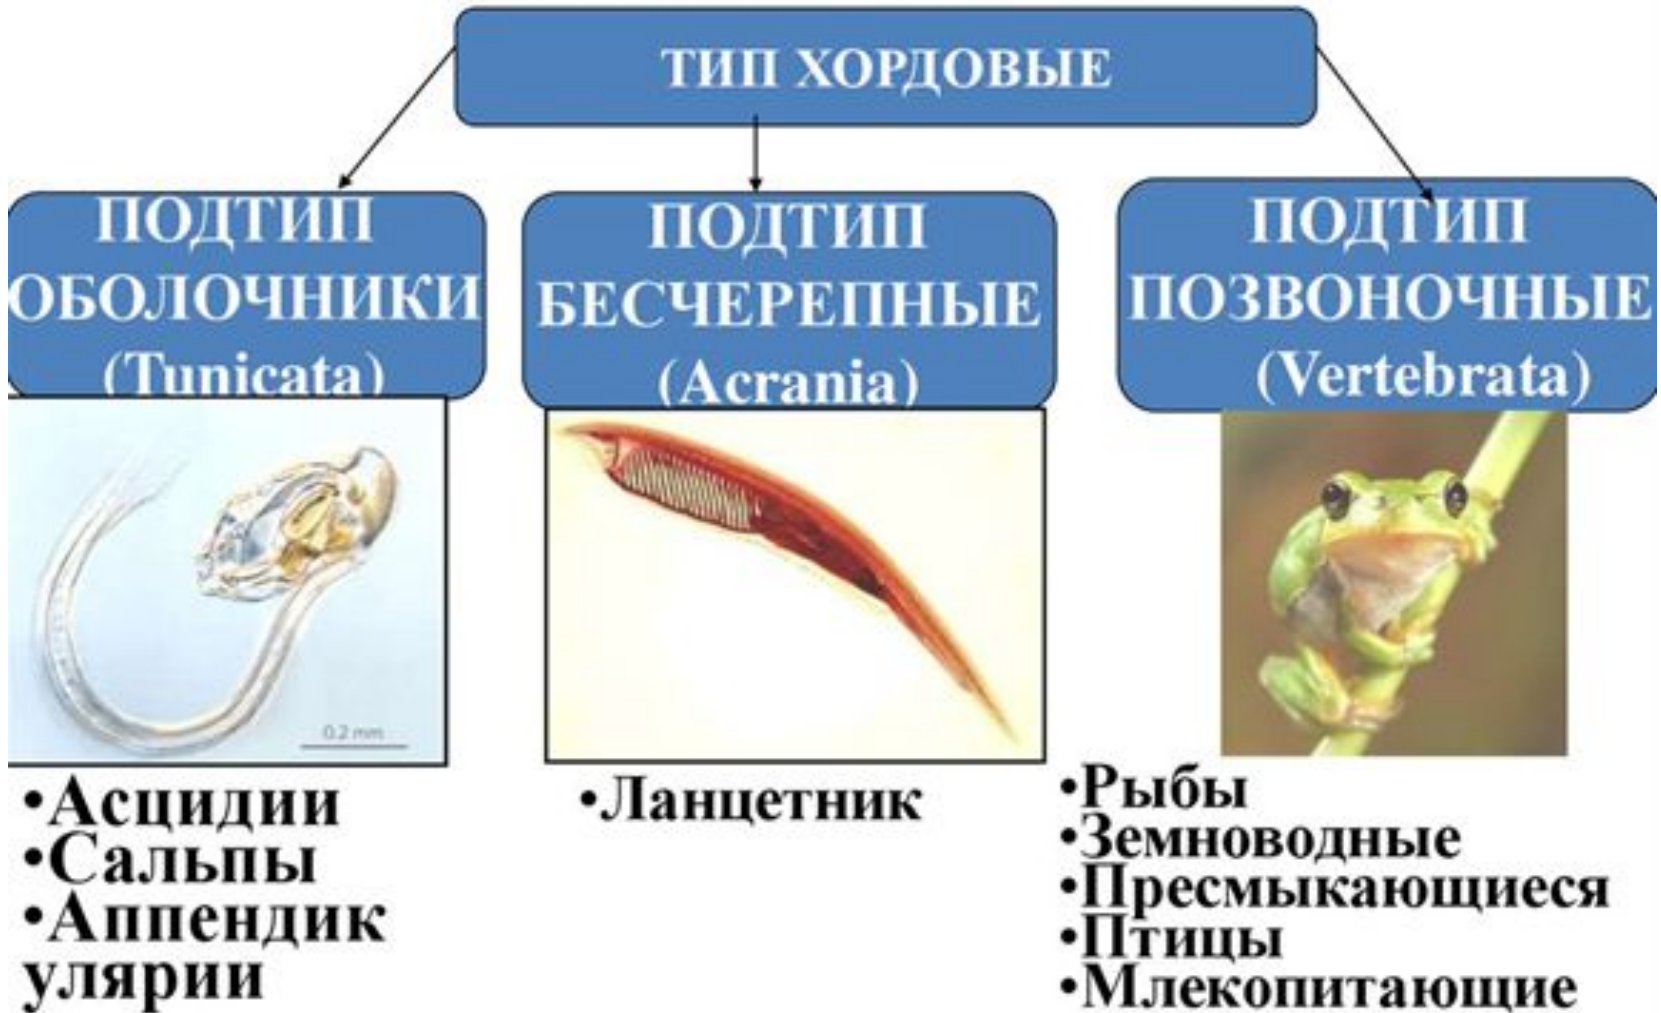 ТИП ХОРДОВЫЕ
ПОДТИП
ОБОЛОЧНИКИ
(Tunicata)
ПОДТИП
БЕСЧЕРЕПНЫЕ
(Acrania)
ПОДТИП
ПОЗВОНОЧНЫЕ
(Vertebrata)
0.2 mm
•Асцидии
•Сальпы
•Аппендик
улярии
•Ланцетник
•Рыбы
•Земноводные
•Пресмыкающиеся
•Птицы
•Млекопитающие